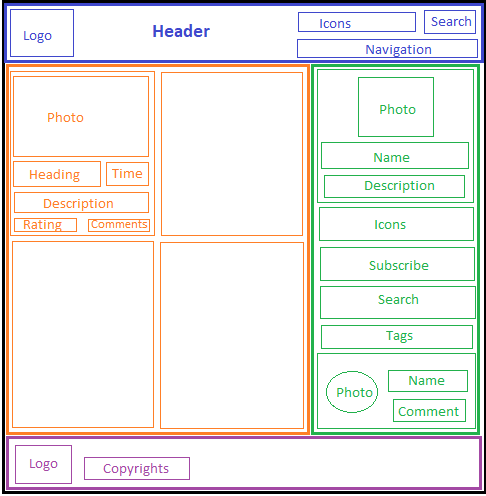 Logo
Header
Icons
Search
Navigation
Photo
Heading
Time
Description
Rating
Comments
Photo
Name
Description
Icons
Subscribe
Search
Tags
Photo
Name
Comment
Logo
Copyrights